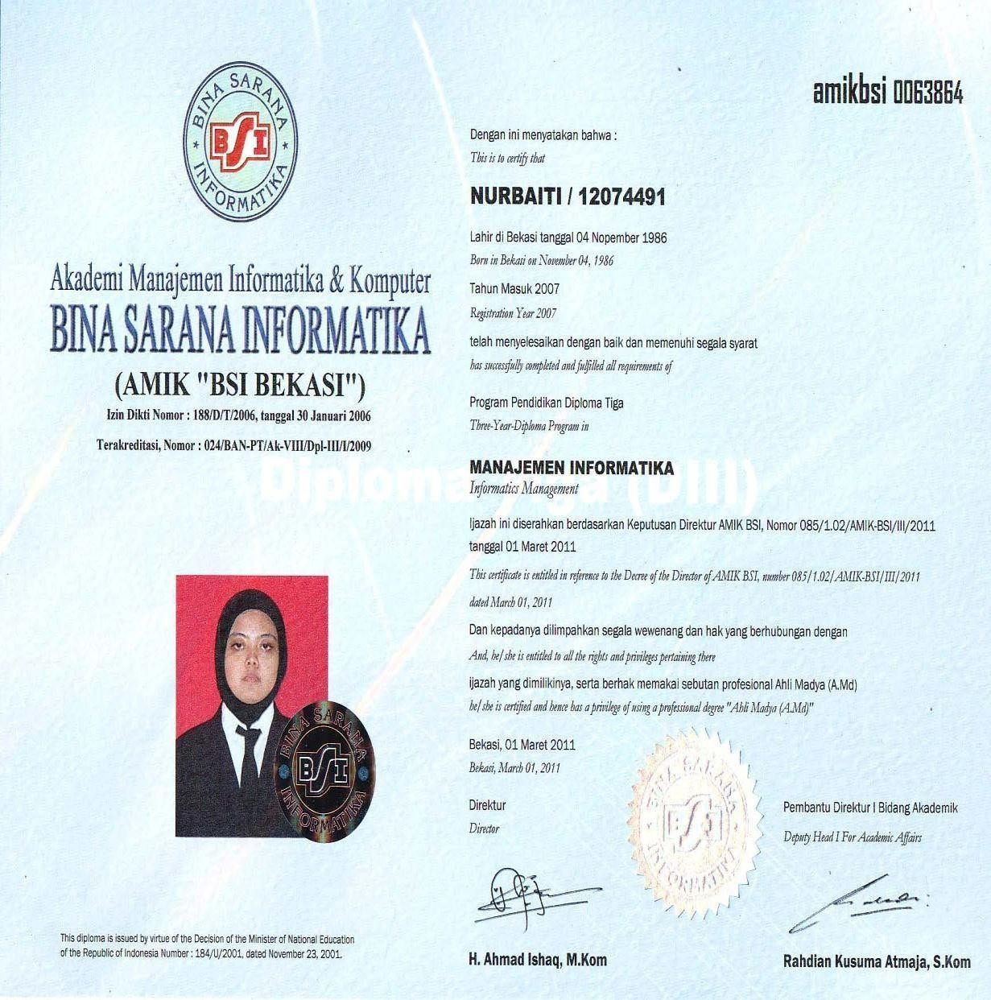 BINA SARANA
BSI
INFORMATIKA
Akademi Manajemen Informatika & Komputer
BINA SARANA INFORMATIKA
(AMIK "BSI BEKASI")
Izin Dikti Nomor : 188/D/T/2006, tanggal 30 Januari 2006
Terakreditasi, Nomor : 024/BAN-PT/Ak-VIII/Dpl-III/I/2009
Diploma Tiga (DIII)
BINA SARANA
BSI
INFORMATIKA
This diploma is issued by virtue of the Decision of the Minister of National Education
of the Republic of Indonesia Number : 184/U/2001, dated November 23, 2001.
amikbsi 0063864
Dengan ini menyatakan bahwa :
This is to certify that
NURBAITI / 12074491
Lahir di Bekasi tanggal 04 Nopember 1986
Born in Bekasi on November 04, 1986
Tahun Masuk 2007
Registration Year 2007
telah menyelesaikan dengan baik dan memenuhi segala syarat
has successfully completed and fulfilled all requirements of
Program Pendidikan Diploma Tiga
Three-Year-Diploma Program in
MANAJEMEN INFORMATIKA
Informatics Management
Ijazah ini diserahkan berdasarkan Keputusan Direktur AMIK BSI, Nomor 085/1.02/AMIK-BSI/III/2011
tanggal 01 Maret 2011
This certificate is entitled in reference to the Decree of the Director of AMIK BSI, number 085/1.02/AMIK-BSI/III/2011
dated March 01, 2011
Dan kepadanya dilimpahkan segala wewenang dan hak yang berhubungan dengan
And, he/she is entitled to all the rights and privileges pertaining there
ijazah yang dimilikinya, serta berhak memakai sebutan profesional Ahli Madya (A.Md)
he/she is certified and hence has a privilege of using a professional degree "Ahli Madya (A.Md)"
Bekasi, 01 Maret 2011
Bekasi, March 01, 2011
Direktur
Director
BINA SARANA
BSI
INFORMATIKA
Pembantu Direktur I Bidang Akademik
Deputy Head I For Academic Affairs
H. Ahmad Ishaq, M.Kom
Rahdian Kusuma Atmaja, S.Kom